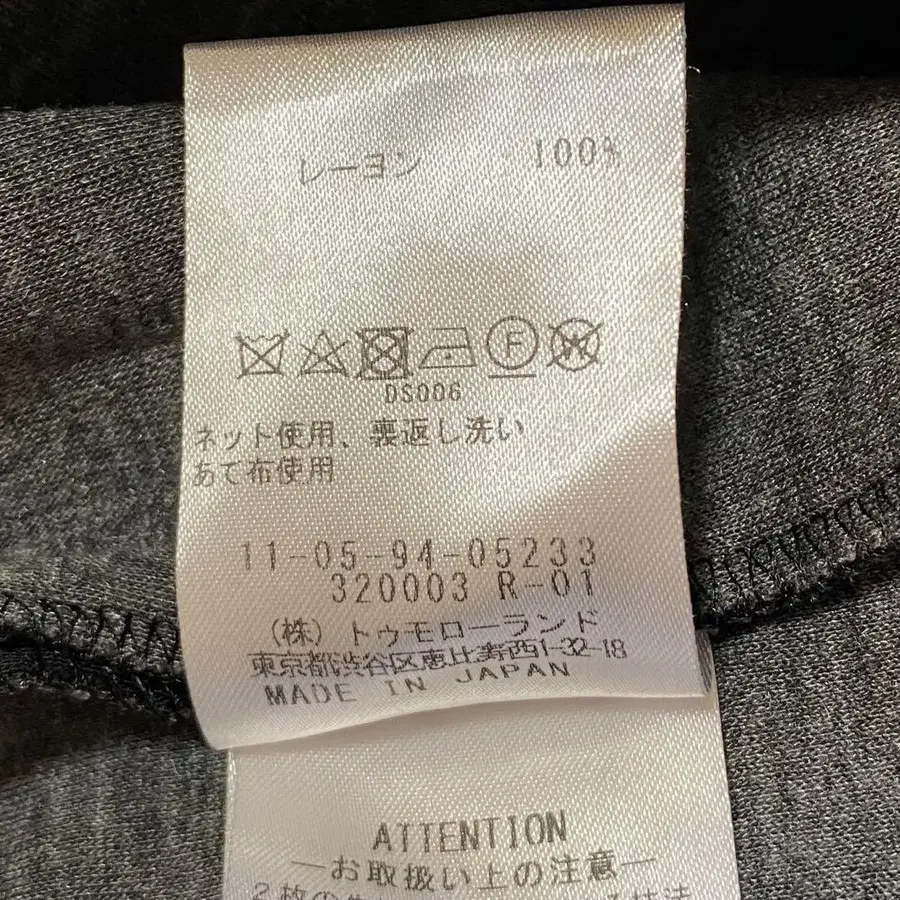 レーヨン 100%
F W
DS006
ネット使用、裏返し洗い
あて布使用
11-05-94-05233
320003 R-01
(株) トゥモローランド
東京都渋谷区恵比寿西1-32-18
MADE IN JAPAN
ATTENTION
—お取扱い上の注意—
2枚の